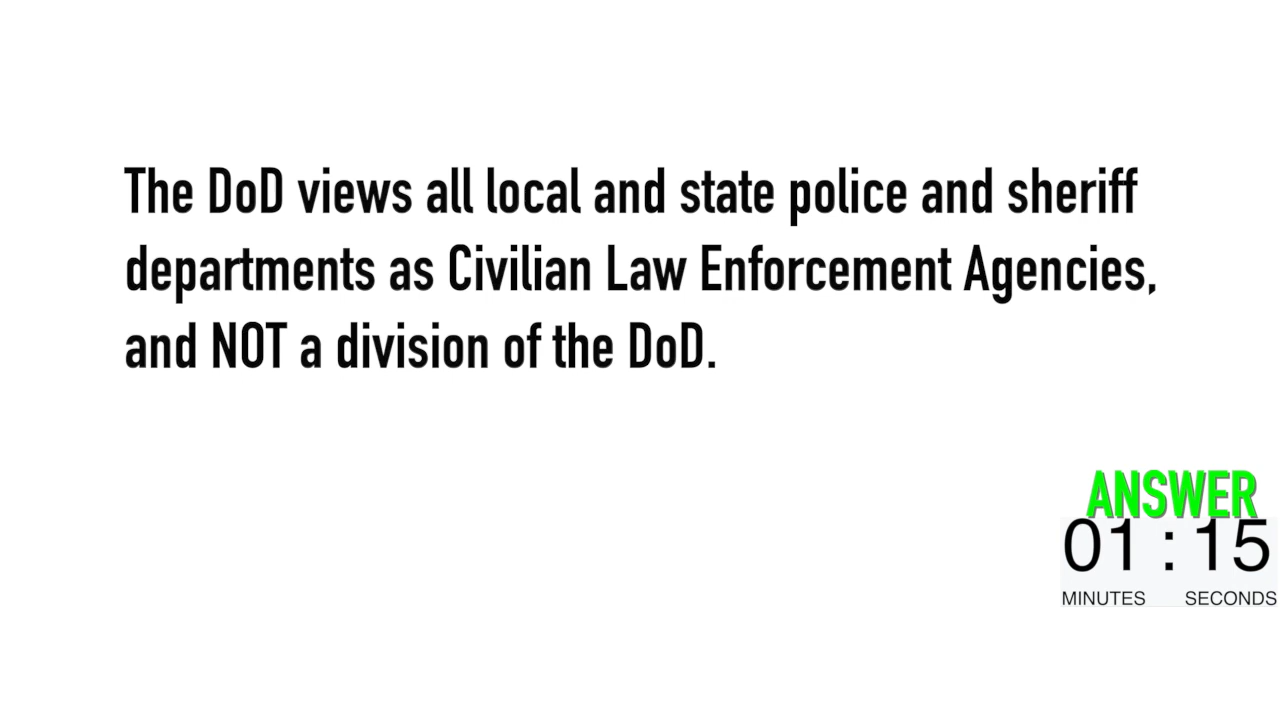 The DoD views all local and state police and sheriff
departments as Civilian Law Enforcement Agencies,
and NOT a division of the DoD.
ANSWER
01 : 15
MINUTES SECONDS